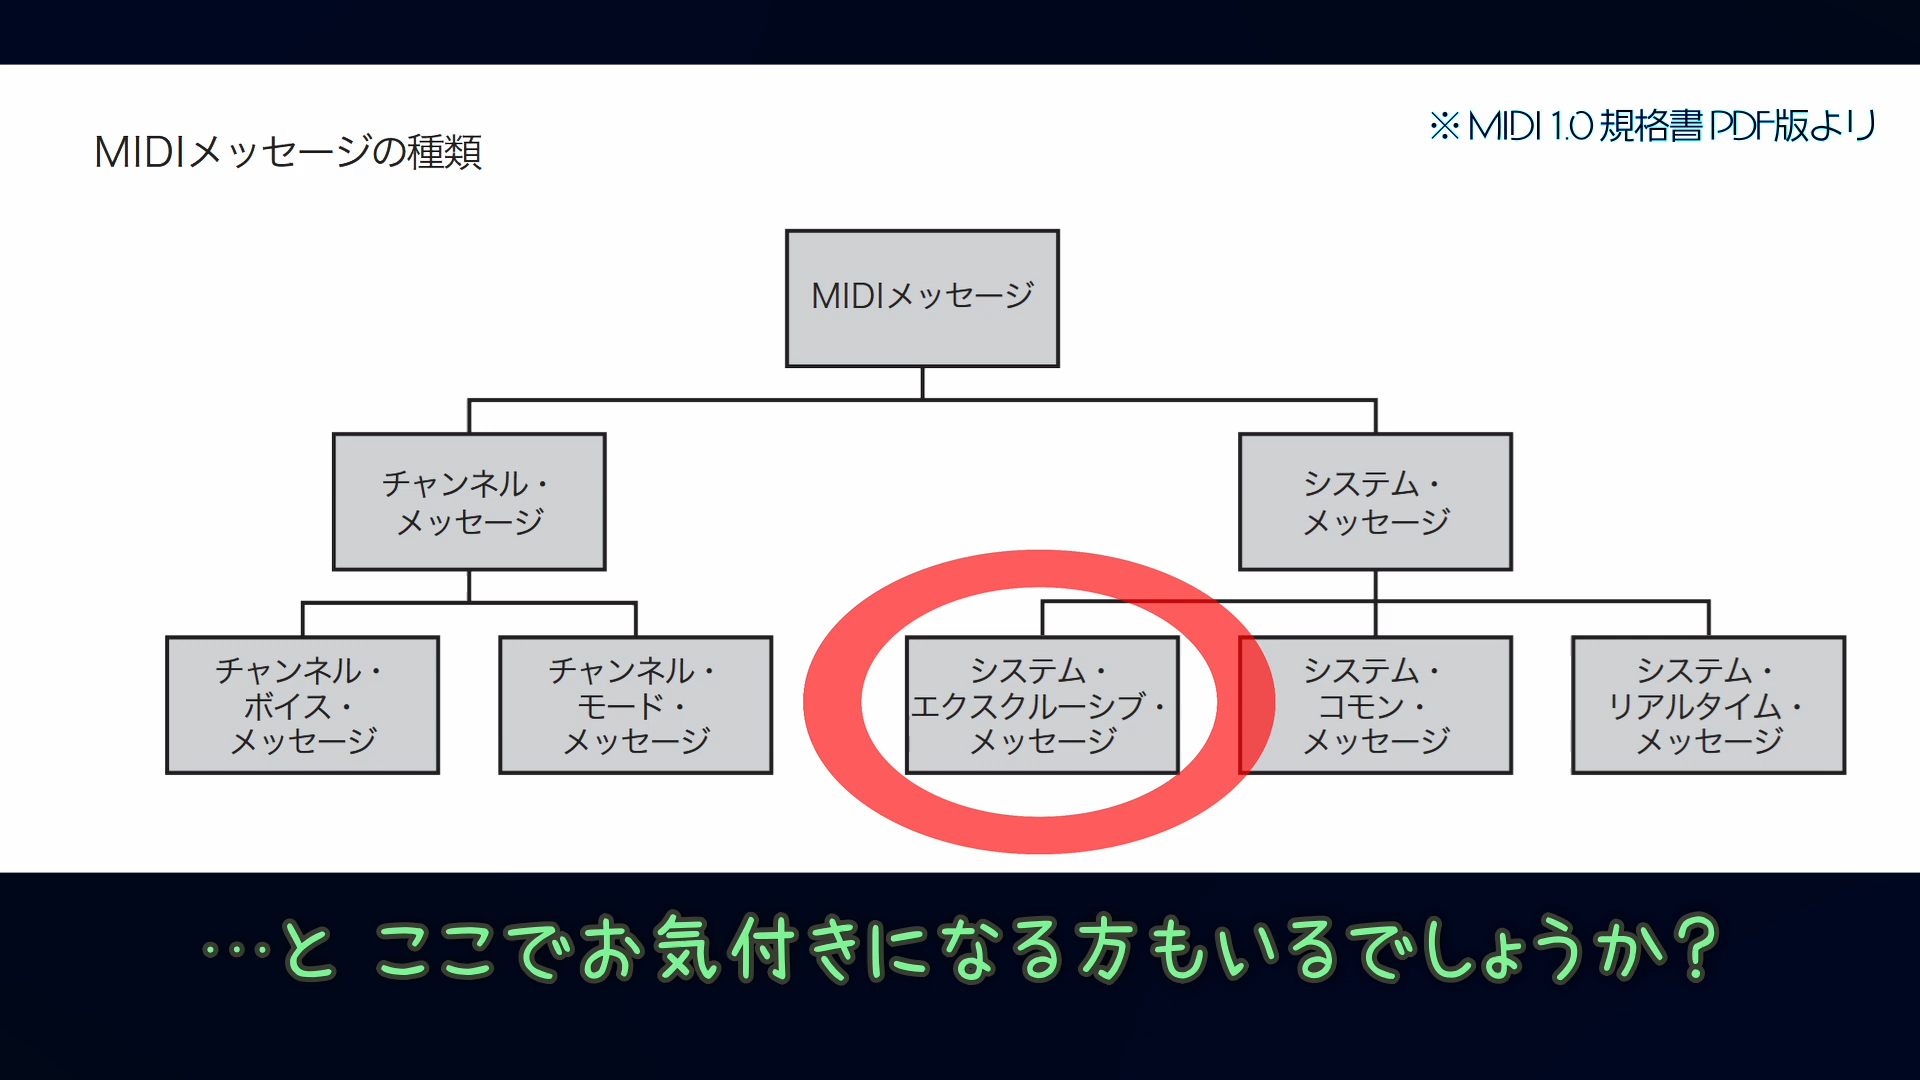 ※ MIDI 1.0 規格書 PDF版より
MIDIメッセージの種類
MIDIメッセージ
チャンネル・
メッセージ
システム・
メッセージ
チャンネル・
ボイス・
メッセージ
チャンネル・
モード・
メッセージ
システム・
エクスクルーシブ・
メッセージ
システム・
コモン・
メッセージ
システム・
リアルタイム・
メッセージ
…と ここでお気付きになる方もいるでしょうか?